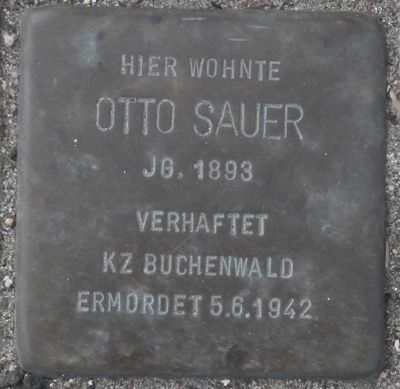 HIER WOHNTE
OTTO SAUER
JG. 1893
VERHAFTET
KZ BUCHENWALD
ERMORDET 5.6.1942